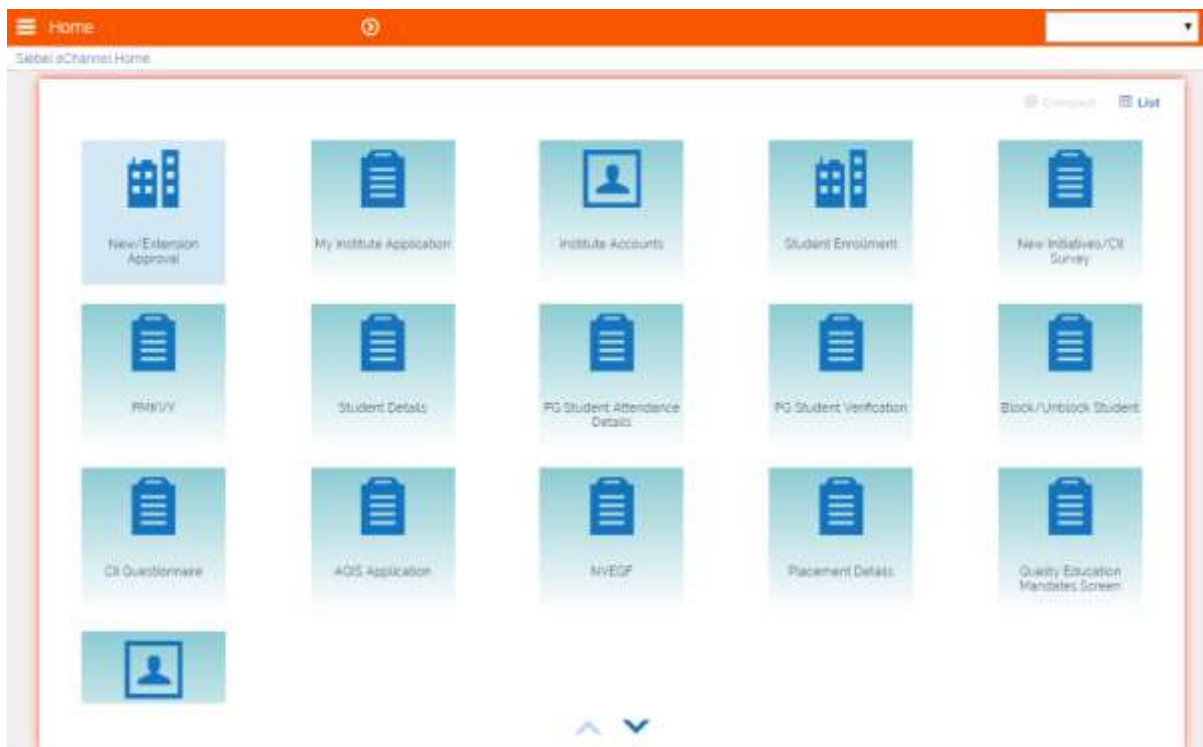 Home
Siebel eChannel Home
Compact List
New/Extension
Approval
My Institute Application
Institute Accounts
Student Enrollment
New Initiatives/CII
Survey
PMKVY
Student Details
PG Student Attendance
Details
PG Student Verification
Block/Unblock Student
CII Questionnaire
AQIS Application
NVEGF
Placement Details
Quality Education
Mandates Screen